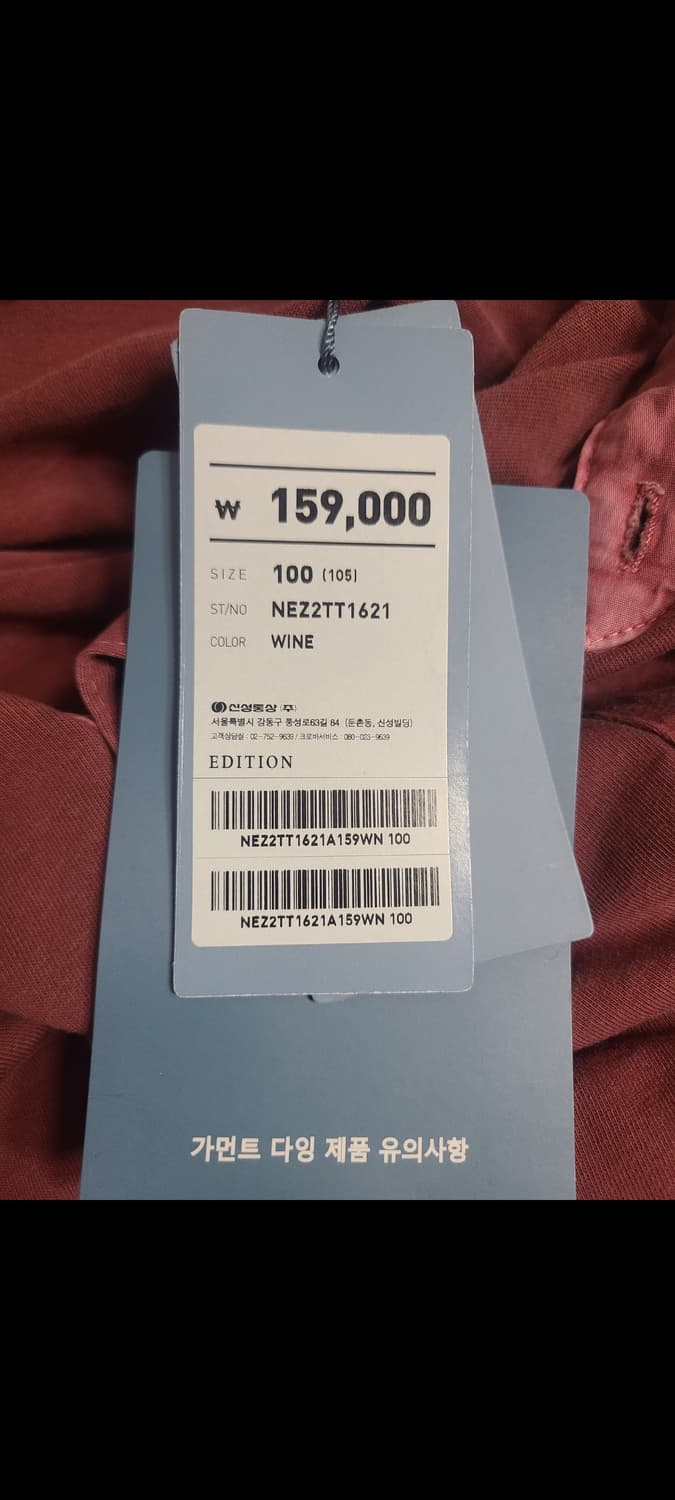 ₩ 159,000
SIZE 100 (105)
ST/NO NEZ2TT1621
COLOR WINE
신성통상 (주)
서울특별시 강동구 풍성로63길 84 (둔촌동, 신성빌딩)
고객상담실 : 02-752-9639 / 크로바서비스 : 080-023-9639
EDITION
NEZ2TT1621A159WN 100
NEZ2TT1621A159WN 100
가먼트 다잉 제품 유의사항